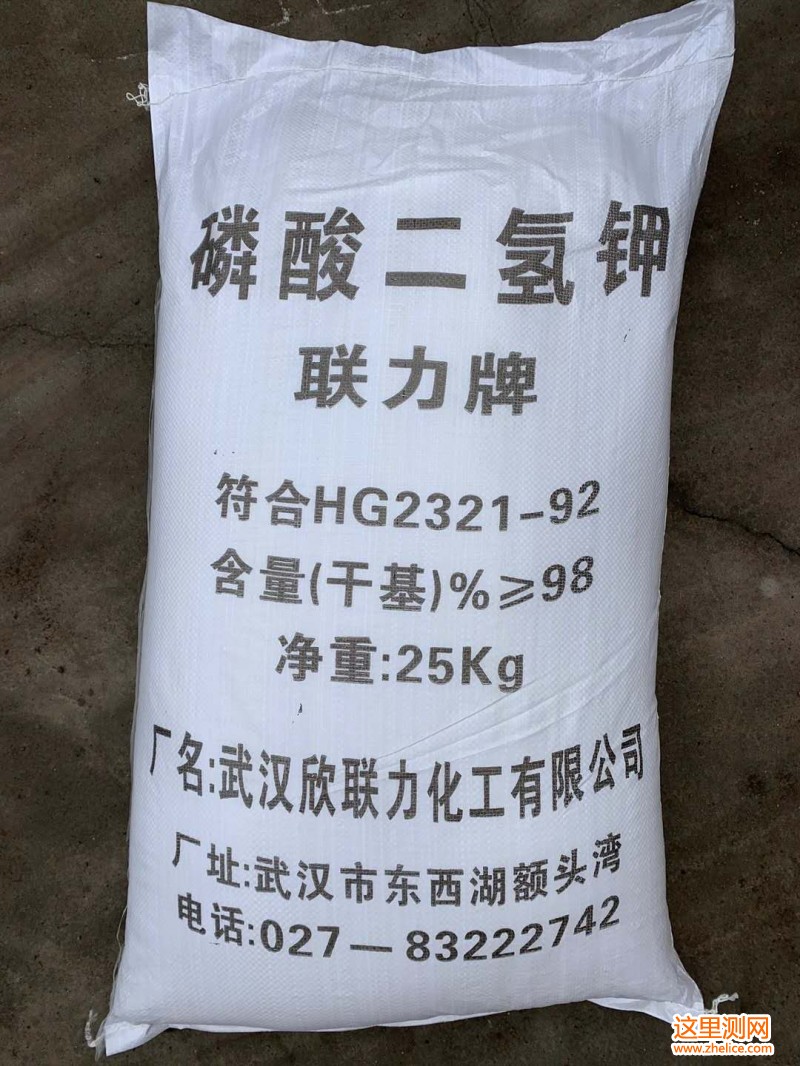 磷酸二氢钾
联力牌
符合HG2321-92
含量(干基)%≥98
净重:25Kg
厂名:武汉欣联力化工有限公司
厂址:武汉市东西湖额头湾
电话:027—83222742
这里测网
www.zhelice.com